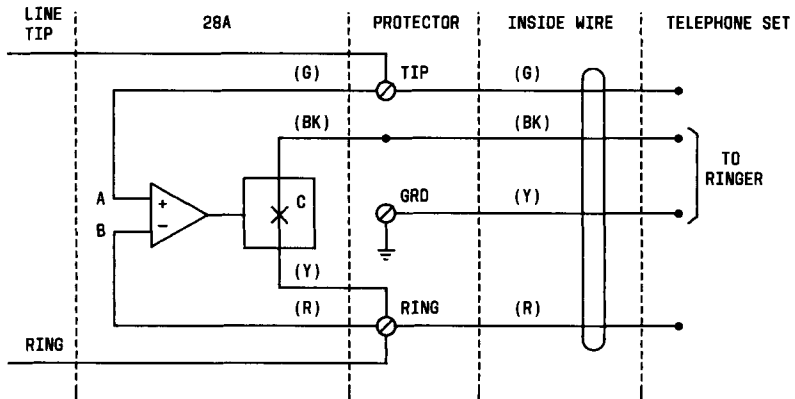 LINE TIP
28A
PROTECTOR
INSIDE WIRE
TELEPHONE SET
(G)
TIP
(G)
(BK)
(BK)
TO RINGER
A
+
C
GRD
(Y)
B
−
(Y)
(R)
RING
(R)
RING